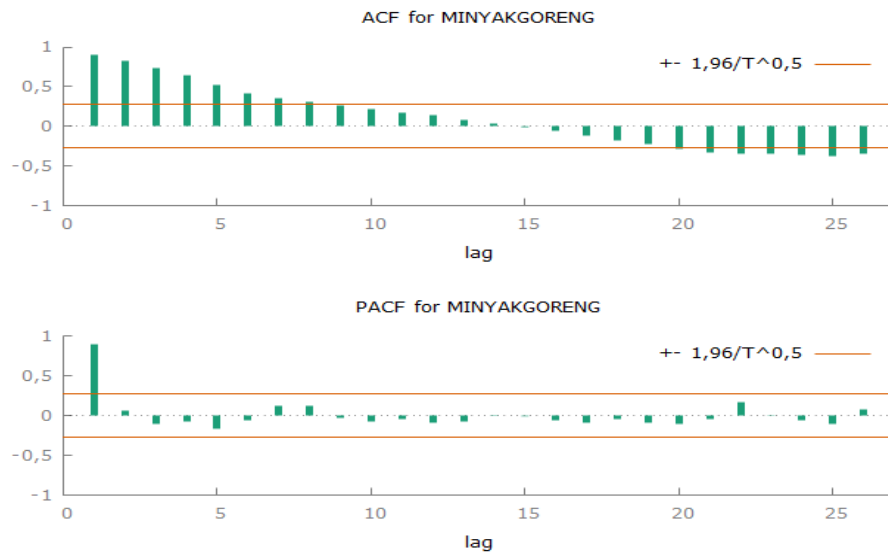 ACF for MINYAKGORENG
1
+- 1,96/T^0,5
0,5
0
-0,5
-1
0 5 10 15 20 25
lag
PACF for MINYAKGORENG
1
+- 1,96/T^0,5
0,5
0
-0,5
-1
0 5 10 15 20 25
lag